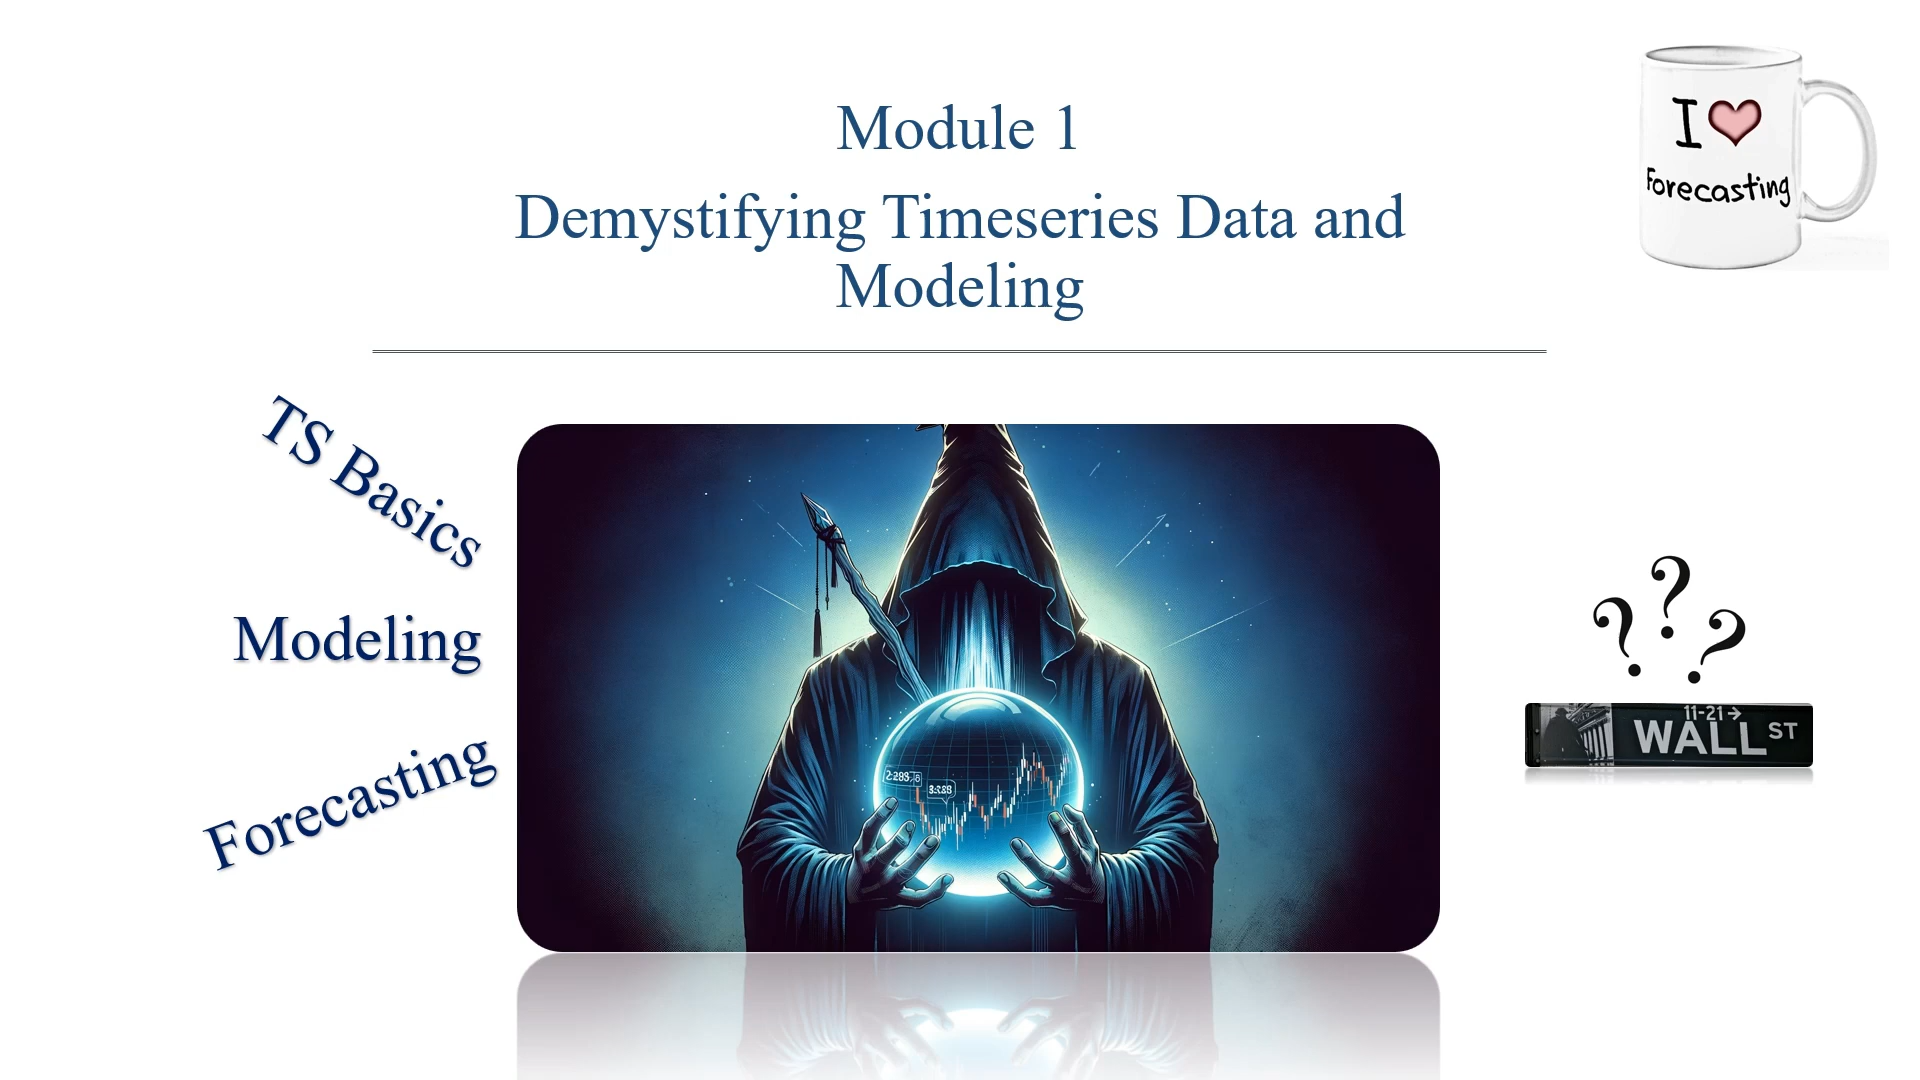 Module 1
Demystifying Timeseries Data and
Modeling
I
Forecasting
TS Basics
Modeling
Forecasting
???
11-21 →
WALL ST